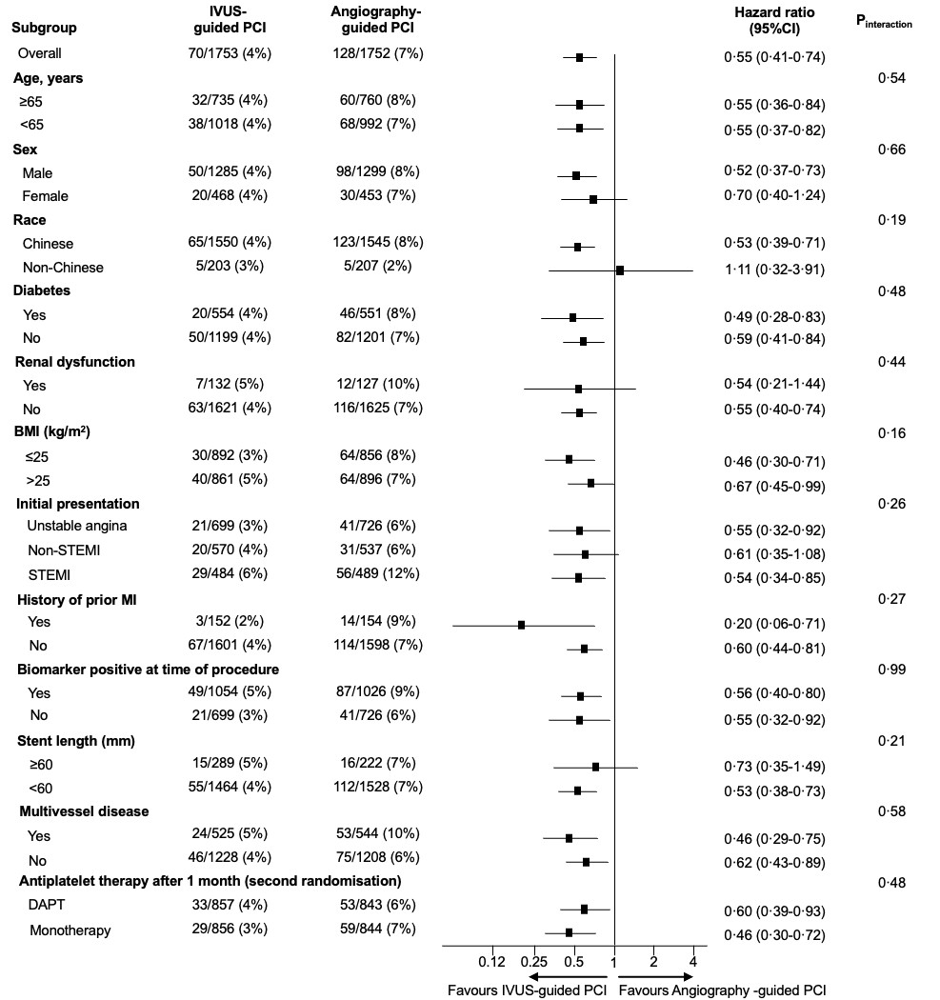 Subgroup IVUS-guided PCI Angiography-guided PCI Hazard ratio (95%CI) Pinteraction
Overall 70/1753 (4%) 128/1752 (7%) 0·55 (0·41-0·74)
Age, years 0·54
≥65 32/735 (4%) 60/760 (8%) 0·55 (0·36-0·84)
<65 38/1018 (4%) 68/992 (7%) 0·55 (0·37-0·82)
Sex 0·66
Male 50/1285 (4%) 98/1299 (8%) 0·52 (0·37-0·73)
Female 20/468 (4%) 30/453 (7%) 0·70 (0·40-1·24)
Race 0·19
Chinese 65/1550 (4%) 123/1545 (8%) 0·53 (0·39-0·71)
Non-Chinese 5/203 (3%) 5/207 (2%) 1·11 (0·32-3·91)
Diabetes 0·48
Yes 20/554 (4%) 46/551 (8%) 0·49 (0·28-0·83)
No 50/1199 (4%) 82/1201 (7%) 0·59 (0·41-0·84)
Renal dysfunction 0·44
Yes 7/132 (5%) 12/127 (10%) 0·54 (0·21-1·44)
No 63/1621 (4%) 116/1625 (7%) 0·55 (0·40-0·74)
BMI (kg/m²) 0·16
≤25 30/892 (3%) 64/856 (8%) 0·46 (0·30-0·71)
>25 40/861 (5%) 64/896 (7%) 0·67 (0·45-0·99)
Initial presentation 0·26
Unstable angina 21/699 (3%) 41/726 (6%) 0·55 (0·32-0·92)
Non-STEMI 20/570 (4%) 31/537 (6%) 0·61 (0·35-1·08)
STEMI 29/484 (6%) 56/489 (12%) 0·54 (0·34-0·85)
History of prior MI 0·27
Yes 3/152 (2%) 14/154 (9%) 0·20 (0·06-0·71)
No 67/1601 (4%) 114/1598 (7%) 0·60 (0·44-0·81)
Biomarker positive at time of procedure 0·99
Yes 49/1054 (5%) 87/1026 (9%) 0·56 (0·40-0·80)
No 21/699 (3%) 41/726 (6%) 0·55 (0·32-0·92)
Stent length (mm) 0·21
≥60 15/289 (5%) 16/222 (7%) 0·73 (0·35-1·49)
<60 55/1464 (4%) 112/1528 (7%) 0·53 (0·38-0·73)
Multivessel disease 0·58
Yes 24/525 (5%) 53/544 (10%) 0·46 (0·29-0·75)
No 46/1228 (4%) 75/1208 (6%) 0·62 (0·43-0·89)
Antiplatelet therapy after 1 month (second randomisation) 0·48
DAPT 33/857 (4%) 53/843 (6%) 0·60 (0·39-0·93)
Monotherapy 29/856 (3%) 59/844 (7%) 0·46 (0·30-0·72)
0.12 0.25 0.5 1 2 4
Favours IVUS-guided PCI Favours Angiography -guided PCI